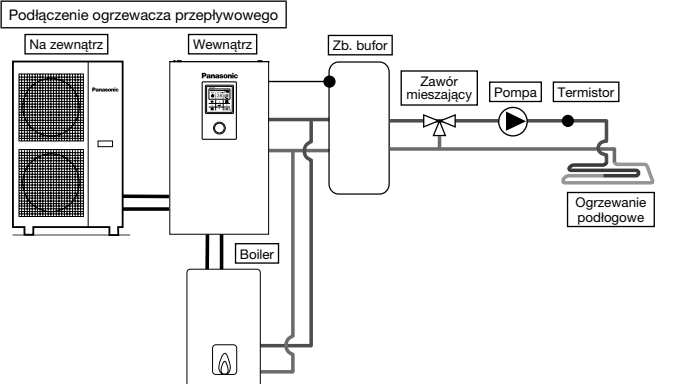 Podłączenie ogrzewacza przepływowego
Na zewnątrz
Wewnątrz
Zb. bufor
Panasonic
Panasonic
Zawór
mieszający
Pompa
Termistor
Ogrzewanie
podłogowe
Boiler